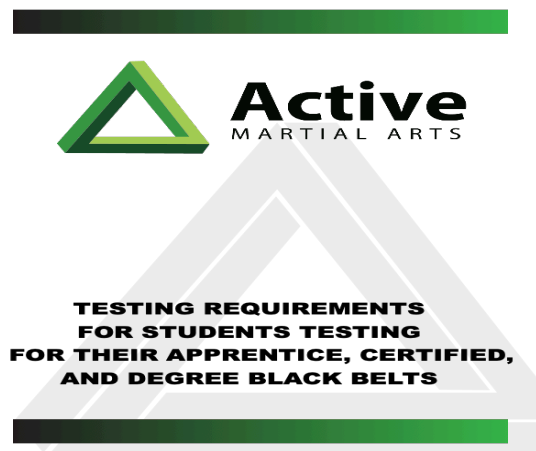 Active
MARTIAL ARTS
TESTING REQUIREMENTS
FOR STUDENTS TESTING
FOR THEIR APPRENTICE, CERTIFIED,
AND DEGREE BLACK BELTS